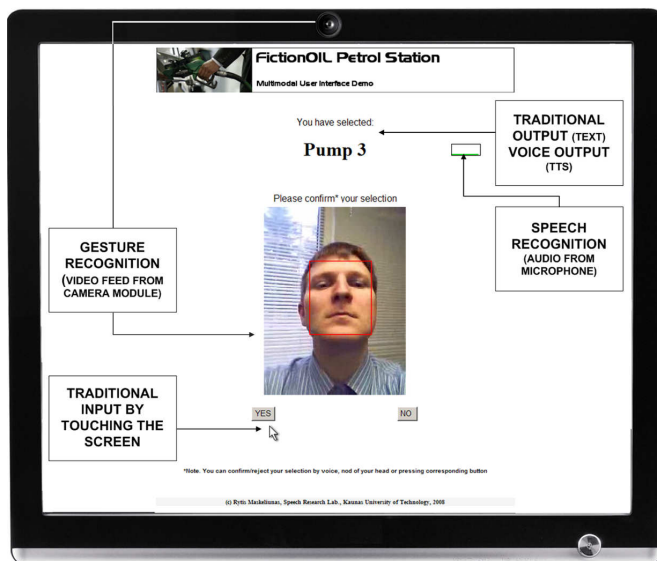 FictionOIL Petrol Station
Multimodal User Interface Demo
You have selected:
Pump 3
TRADITIONAL
OUTPUT (TEXT)
VOICE OUTPUT
(TTS)
Please confirm* your selection
SPEECH
RECOGNITION
(AUDIO FROM
MICROPHONE)
GESTURE
RECOGNITION
(VIDEO FEED FROM
CAMERA MODULE)
TRADITIONAL
INPUT BY
TOUCHING THE
SCREEN
YES
NO
*Note. You can confirm/reject your selection by voice, nod of your head or pressing corresponding button
(c) Rytis Maskeliunas, Speech Research Lab., Kaunas University of Technology, 2008